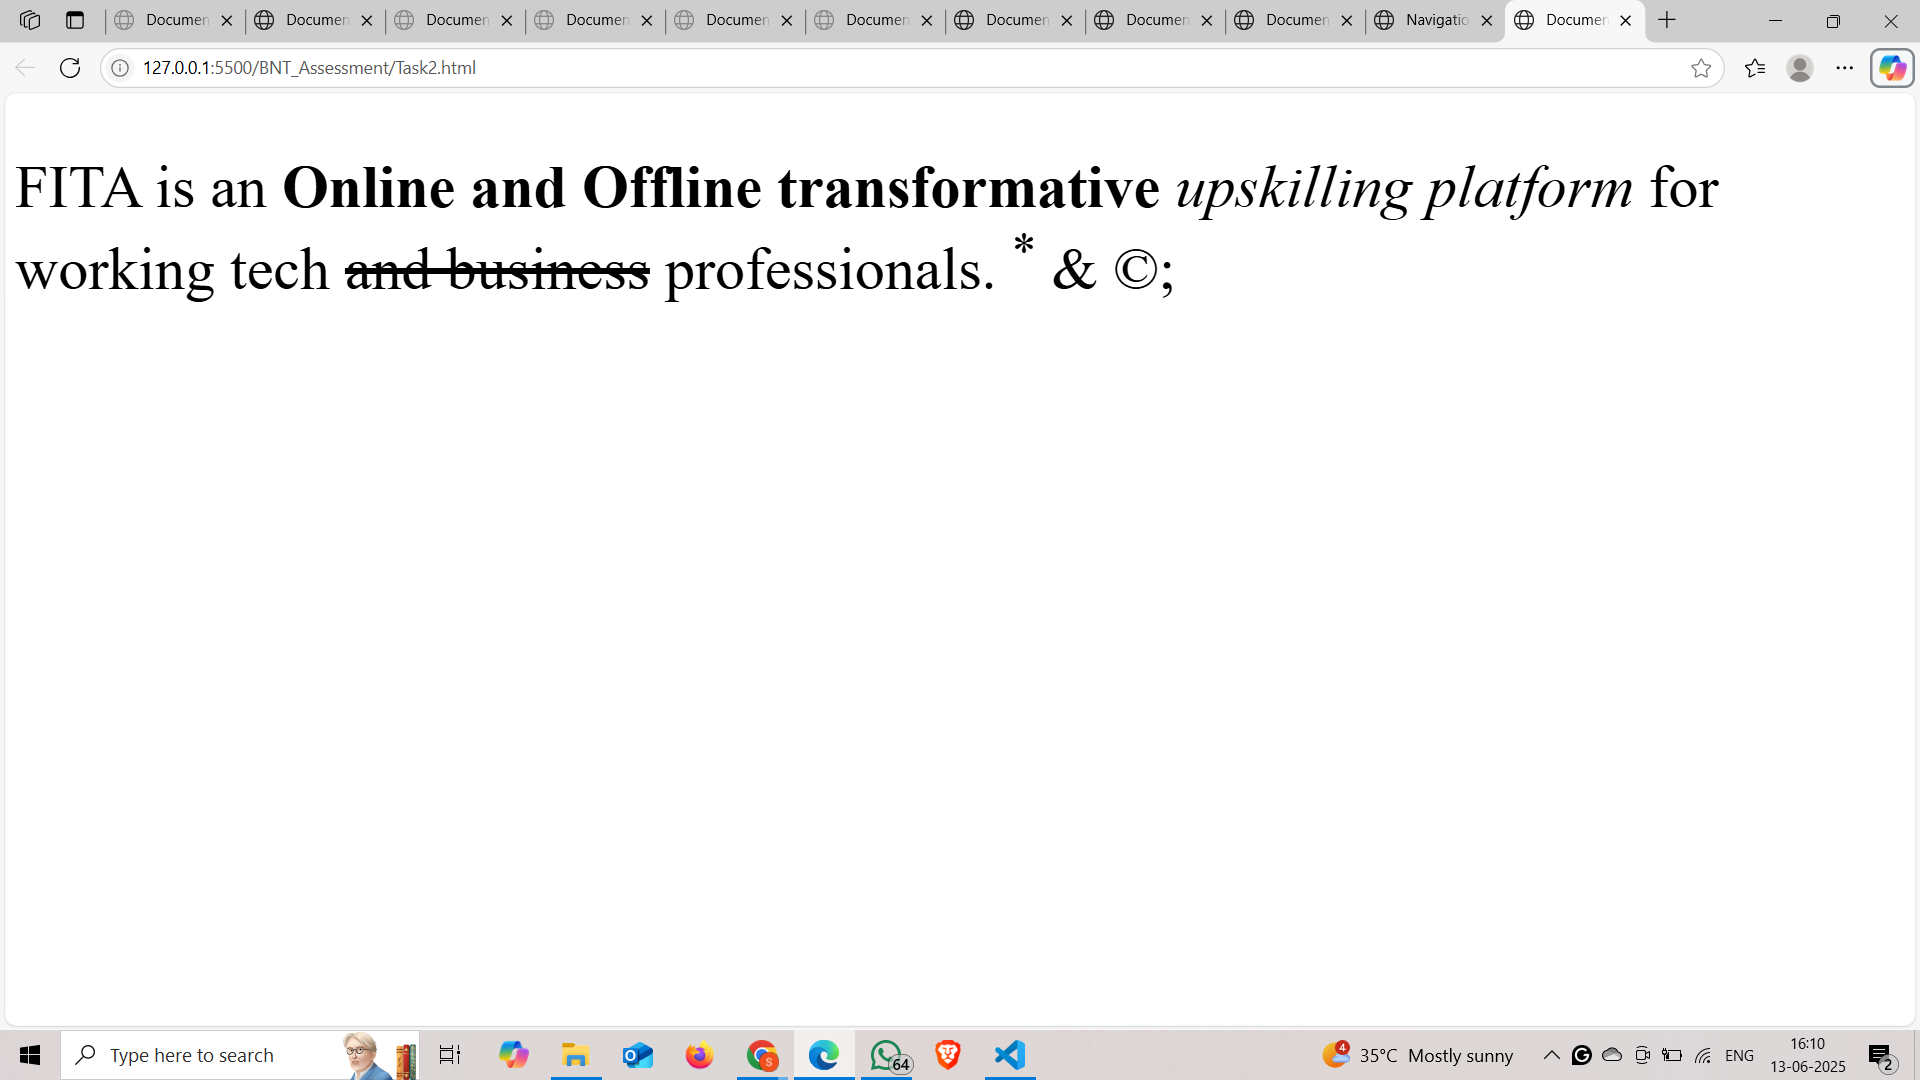 Documen Documen Documen Documen Documen Documen Documen Documen Documen Navigatio Documen
127.0.0.1:5500/BNT_Assessment/Task2.html
FITA is an Online and Offline transformative upskilling platform for
working tech and business professionals. * & ©;
Type here to search
64
4
35°C Mostly sunny
ENG
16:10
13-06-2025
2